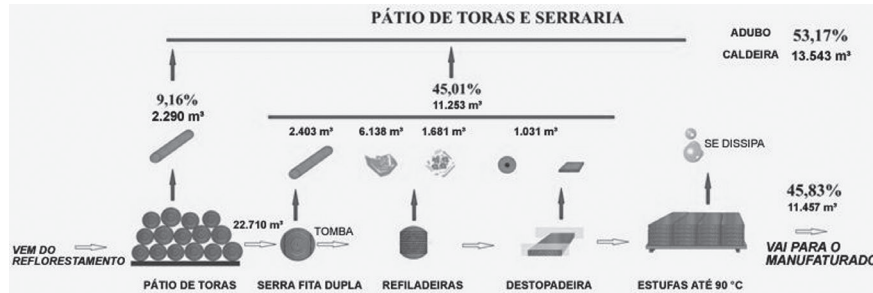 PÁTIO DE TORAS E SERRARIA
ADUBO 53,17%
CALDEIRA 13.543 m³
9,16%
2.290 m³
45,01%
11.253 m³
2.403 m³ 6.138 m³ 1.681 m³ 1.031 m³
SE DISSIPA
45,83%
11.457 m³
22.710 m³
TOMBA
VEM DO
REFLORESTAMENTO
VAI PARA O
MANUFATURADO
PÁTIO DE TORAS SERRA FITA DUPLA REFILADEIRAS DESTOPADEIRA ESTUFAS ATÉ 90 °C